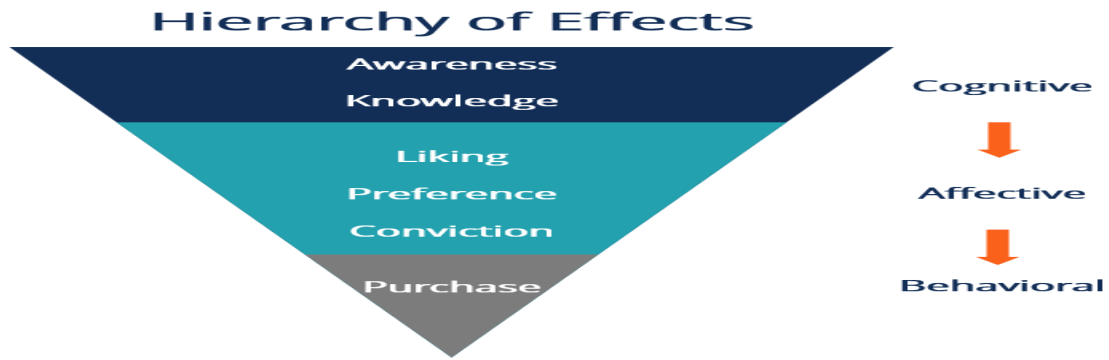 Hierarchy of Effects
Awareness
Knowledge
Liking
Preference
Conviction
Purchase
Cognitive
Affective
Behavioral